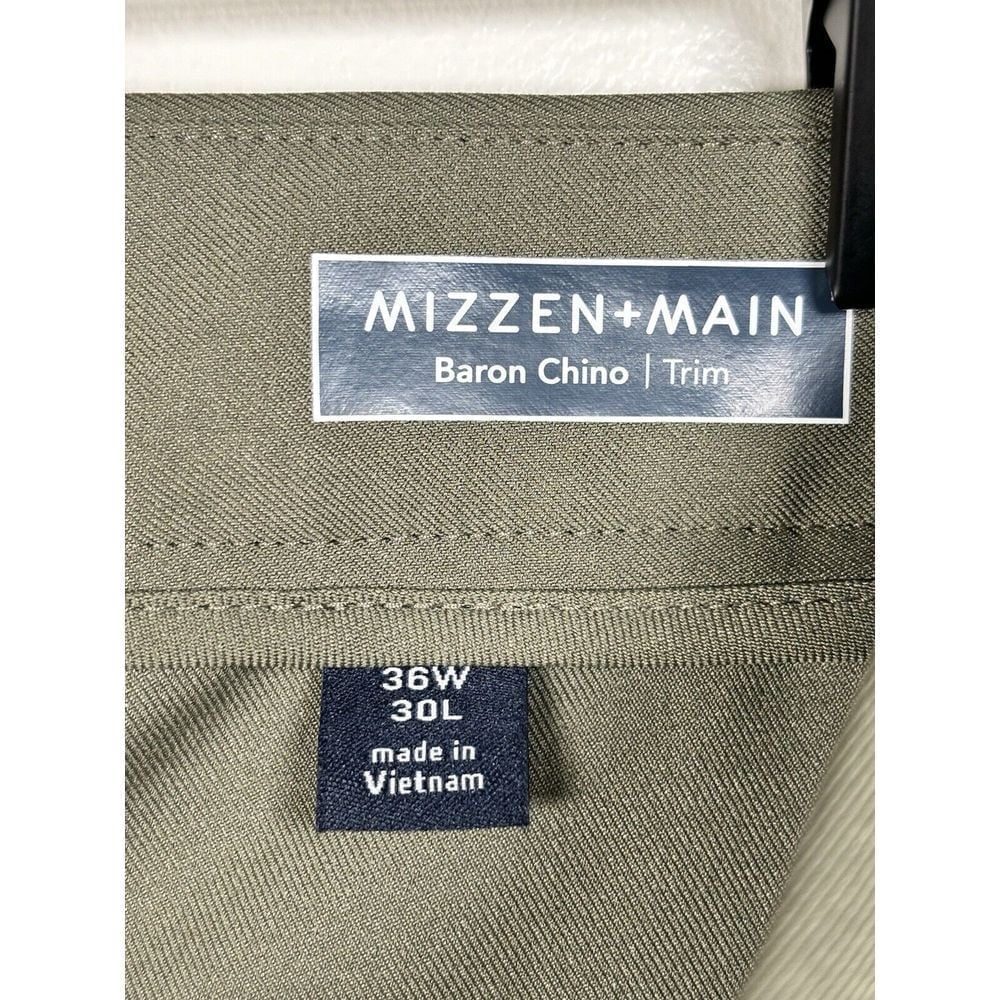 MIZZEN+MAIN
Baron Chino | Trim
36W
30L
made in
Vietnam